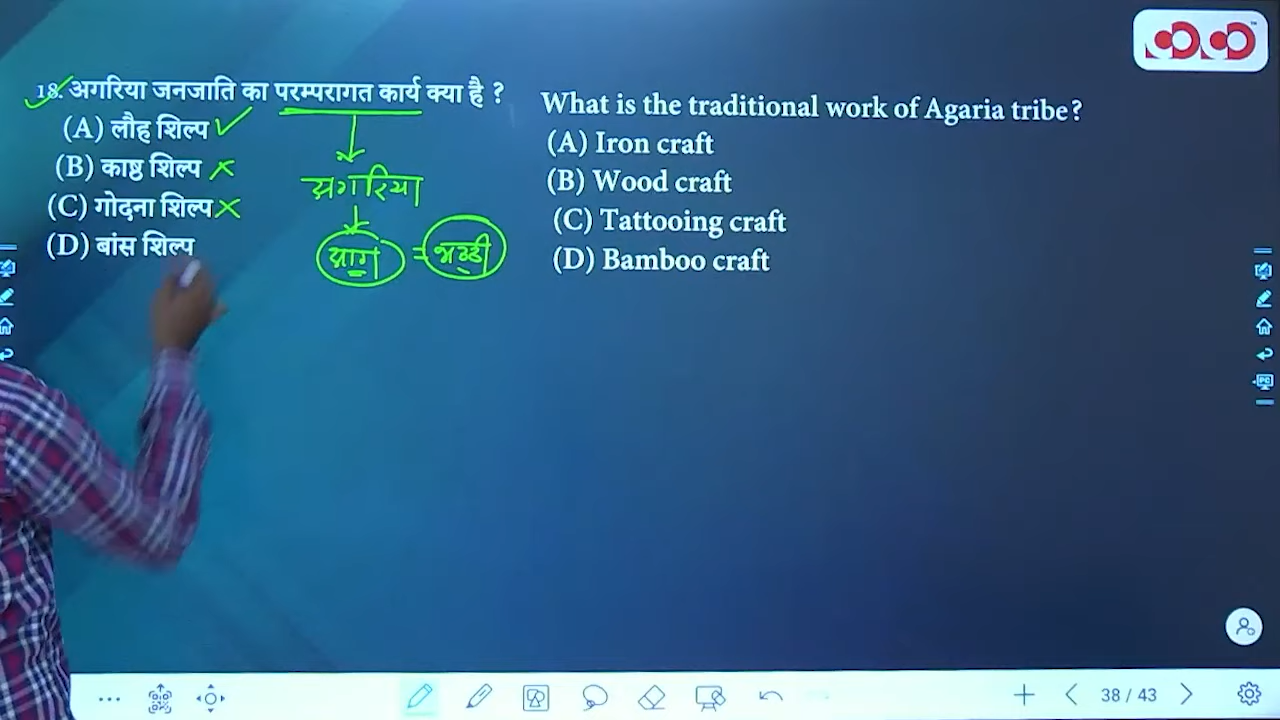 18. अगरिया जनजाति का परम्परागत कार्य क्या है ?
(A) लौह शिल्प
(B) काष्ठ शिल्प
(C) गोदना शिल्प
(D) बांस शिल्प
अगरिया
आग = भट्टी
What is the traditional work of Agaria tribe?
(A) Iron craft
(B) Wood craft
(C) Tattooing craft
(D) Bamboo craft
38 / 43